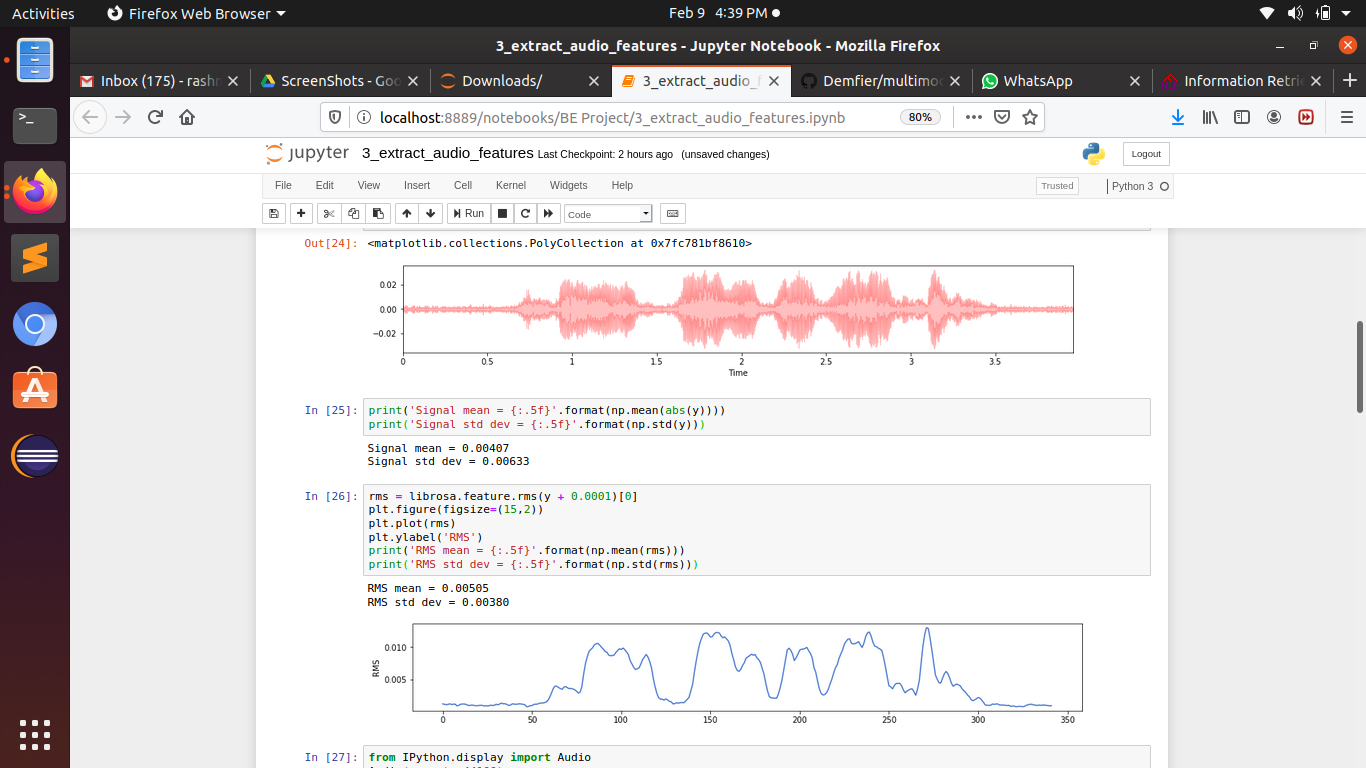 Activities Firefox Web Browser Feb 9 4:39 PM
3_extract_audio_features - Jupyter Notebook - Mozilla Firefox
Inbox (175) - rash ScreenShots - Goo Downloads/ 3_extract_audio_f Demfier/multimo WhatsApp Information Retrie
localhost:8889/notebooks/BE Project/3_extract_audio_features.ipynb 80%
jupyter 3_extract_audio_features Last Checkpoint: 2 hours ago (unsaved changes) Logout
File Edit View Insert Cell Kernel Widgets Help Trusted Python 3
Run Code
Out[24]: <matplotlib.collections.PolyCollection at 0x7fc781bf8610>
0.02
0.00
−0.02
0 0.5 1 1.5 2 2.5 3 3.5
Time
In [25]: print('Signal mean = {:.5f}'.format(np.mean(abs(y))))
print('Signal std dev = {:.5f}'.format(np.std(y)))
Signal mean = 0.00407
Signal std dev = 0.00633
In [26]: rms = librosa.feature.rms(y + 0.0001)[0]
plt.figure(figsize=(15,2))
plt.plot(rms)
plt.ylabel('RMS')
print('RMS mean = {:.5f}'.format(np.mean(rms)))
print('RMS std dev = {:.5f}'.format(np.std(rms)))
RMS mean = 0.00505
RMS std dev = 0.00380
0.010
RMS
0.005
0 50 100 150 200 250 300 350
In [27]: from IPython.display import Audio